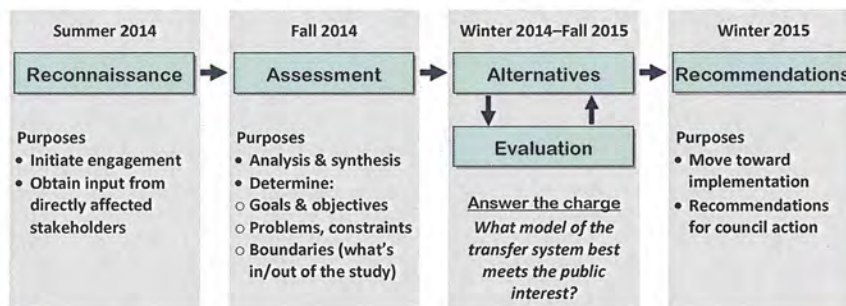 Summer 2014
Reconnaissance
Purposes
• Initiate engagement
• Obtain input from
directly affected
stakeholders
Fall 2014
Assessment
Purposes
• Analysis & synthesis
• Determine:
○ Goals & objectives
○ Problems, constraints
○ Boundaries (what's
in/out of the study)
Winter 2014–Fall 2015
Alternatives
Evaluation
Answer the charge
What model of the
transfer system best
meets the public
interest?
Winter 2015
Recommendations
Purposes
• Move toward
implementation
• Recommendations
for council action